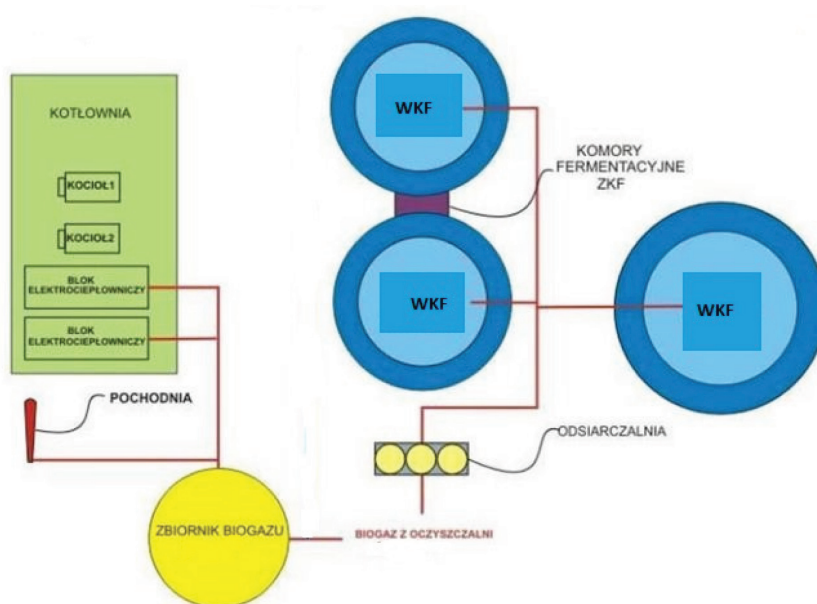 KOTŁOWNIA
KOCIOŁ1
KOCIOŁ2
BLOK
ELEKTROCIEPŁOWNICZY
BLOK
ELEKTROCIEPŁOWNICZY
POCHODNIA
ZBIORNIK BIOGAZU
BIOGAZ Z OCZYSZCZALNI
WKF
KOMORY
FERMENTACYJNE
ZKF
WKF
WKF
ODSIARCZALNIA